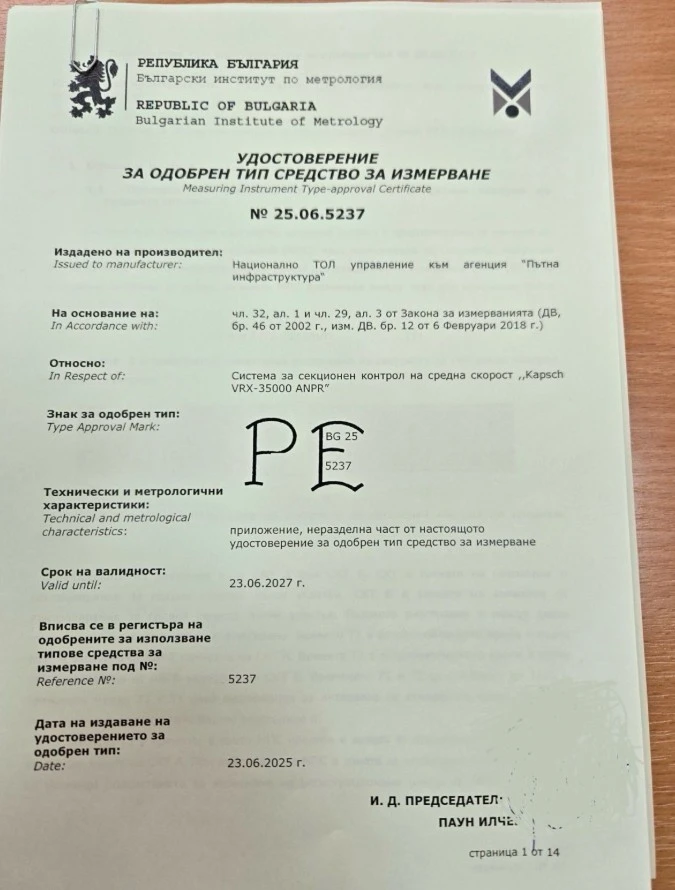 РЕПУБЛИКА БЪЛГАРИЯ
Български институт по метрология
REPUBLIC OF BULGARIA
Bulgarian Institute of Metrology
УДОСТОВЕРЕНИЕ
ЗА ОДОБРЕН ТИП СРЕДСТВО ЗА ИЗМЕРВАНЕ
Measuring Instrument Type-approval Certificate
№ 25.06.5237
Издадено на производител:
Issued to manufacturer:
Национално ТОЛ управление към агенция "Пътна
инфраструктура"
На основание на:
In Accordance with:
чл. 32, ал. 1 и чл. 29, ал. 3 от Закона за измерванията (ДВ,
бр. 46 от 2002 г., изм. ДВ. бр. 12 от 6 Февруари 2018 г.)
Относно:
In Respect of:
Система за секционен контрол на средна скорост ,,Kapsch
VRX-35000 ANPR”
Знак за одобрен тип:
Type Approval Mark:
PE
BG 25
5237
Технически и метрологични
характеристики:
Technical and metrological
characteristics:
приложение, неразделна част от настоящото
удостоверение за одобрен тип средство за измерване
Срок на валидност:
Valid until:
23.06.2027 г.
Вписва се в регистъра на
одобрените за използване
типове средства за
измерване под №:
Reference №:
5237
Дата на издаване на
удостоверението за
одобрен тип:
Date:
23.06.2025 г.
И. Д. ПРЕДСЕДАТЕЛ:
ПАУН
страница 1 от 14